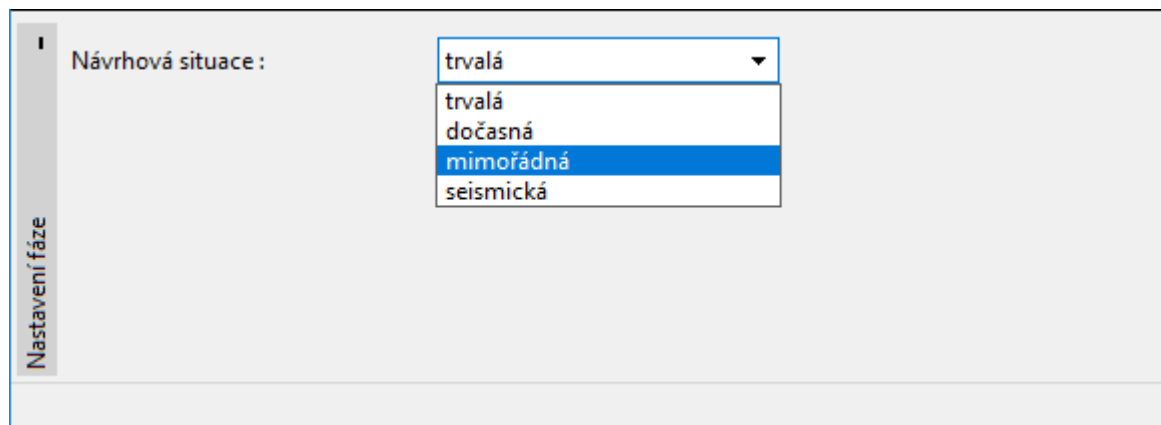 Návrhová situace :
trvalá
trvalá
dočasná
mimořádná
seismická
Nastavení fáze